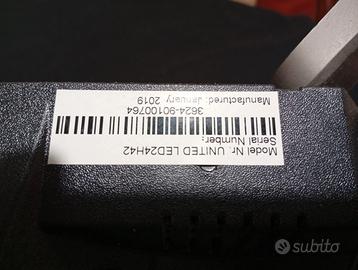 Model Nr. UNITED LED24H42
Serial Number:
3624-90100764
Manufactured: January 2019
subito